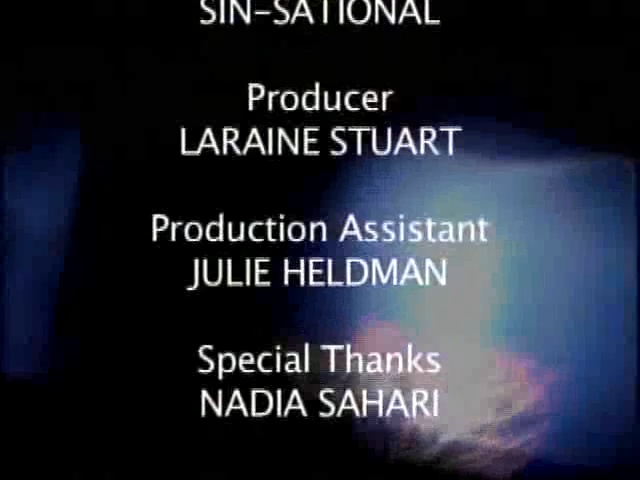 SIN-SATIONAL
Producer
LARAINE STUART
Production Assistant
JULIE HELDMAN
Special Thanks
NADIA SAHARI